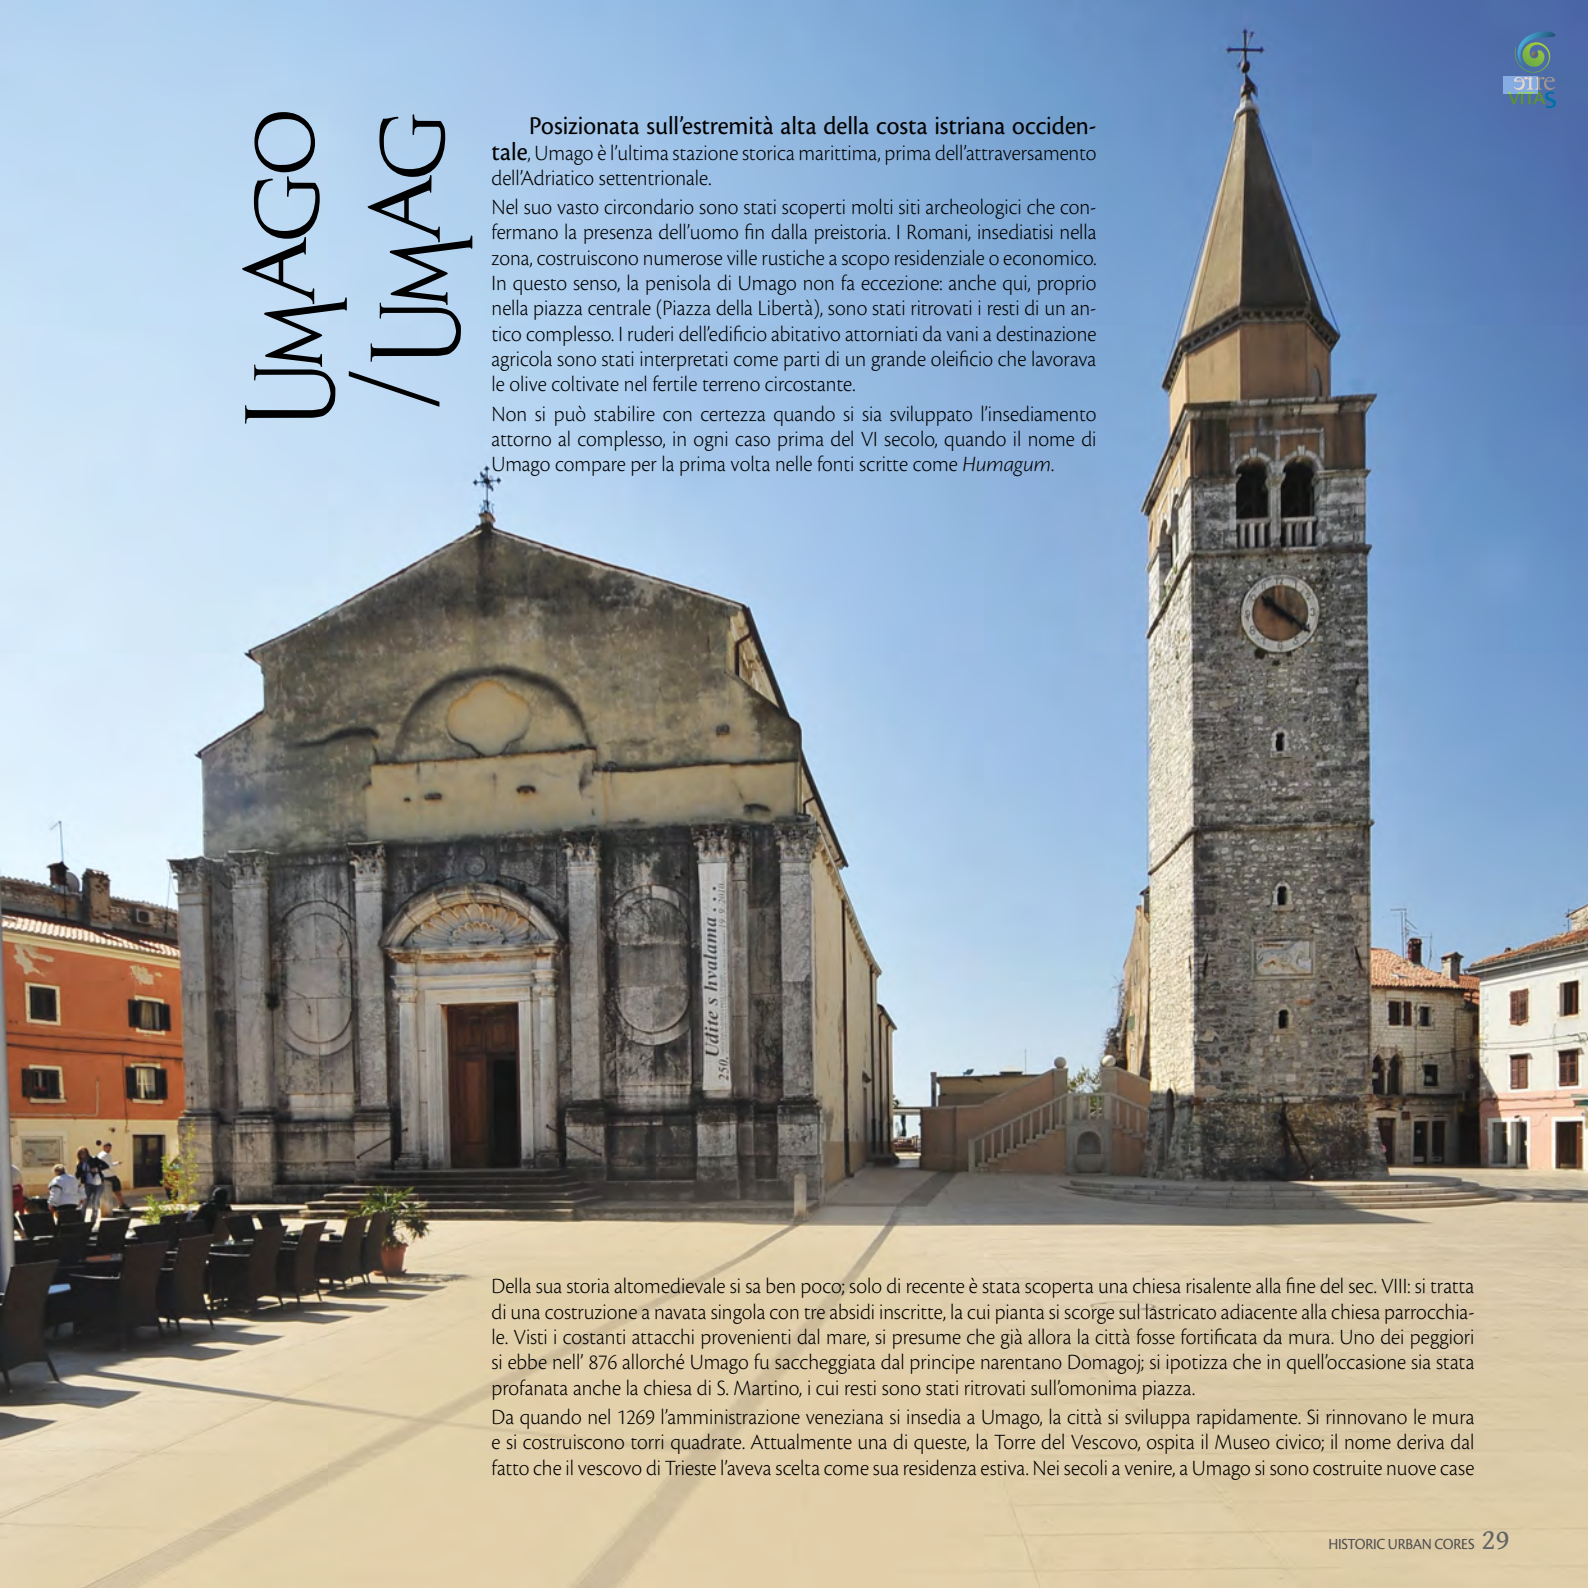 UMAGO
/UMAG
Posizionata sull’estremità alta della costa istriana occiden-
tale, Umago è l’ultima stazione storica marittima, prima dell’attraversamento
dell’Adriatico settentrionale.
Nel suo vasto circondario sono stati scoperti molti siti archeologici che con-
fermano la presenza dell’uomo fin dalla preistoria. I Romani, insediatisi nella
zona, costruiscono numerose ville rustiche a scopo residenziale o economico.
In questo senso, la penisola di Umago non fa eccezione: anche qui, proprio
nella piazza centrale (Piazza della Libertà), sono stati ritrovati i resti di un an-
tico complesso. I ruderi dell’edificio abitativo attorniati da vani a destinazione
agricola sono stati interpretati come parti di un grande oleificio che lavorava
le olive coltivate nel fertile terreno circostante.
Non si può stabilire con certezza quando si sia sviluppato l’insediamento
attorno al complesso, in ogni caso prima del VI secolo, quando il nome di
Umago compare per la prima volta nelle fonti scritte come Humagum.
VITAS
250. Udite s hvalama . . .
19. 9. 2010.
Della sua storia altomedievale si sa ben poco; solo di recente è stata scoperta una chiesa risalente alla fine del sec. VIII: si tratta
di una costruzione a navata singola con tre absidi inscritte, la cui pianta si scorge sul lastricato adiacente alla chiesa parrocchia-
le. Visti i costanti attacchi provenienti dal mare, si presume che già allora la città fosse fortificata da mura. Uno dei peggiori
si ebbe nell’ 876 allorché Umago fu saccheggiata dal principe narentano Domagoj; si ipotizza che in quell’occasione sia stata
profanata anche la chiesa di S. Martino, i cui resti sono stati ritrovati sull’omonima piazza.
Da quando nel 1269 l’amministrazione veneziana si insedia a Umago, la città si sviluppa rapidamente. Si rinnovano le mura
e si costruiscono torri quadrate. Attualmente una di queste, la Torre del Vescovo, ospita il Museo civico; il nome deriva dal
fatto che il vescovo di Trieste l’aveva scelta come sua residenza estiva. Nei secoli a venire, a Umago si sono costruite nuove case
HISTORIC URBAN CORES 29